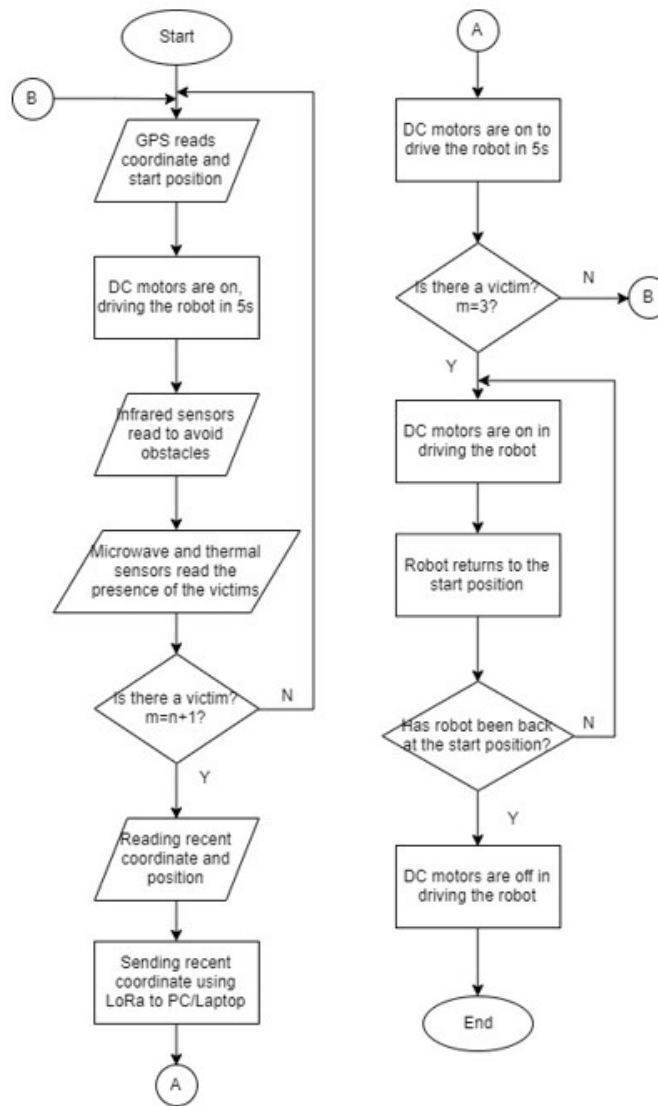 Start
B
GPS reads
coordinate and
start position
DC motors are on,
driving the robot in 5s
Infrared sensors
read to avoid
obstacles
Microwave and thermal
sensors read the
presence of the victims
Is there a victim?
m=n+1?
N
Y
Reading recent
coordinate and
position
Sending recent
coordinate using
LoRa to PC/Laptop
A
A
DC motors are on to
drive the robot in 5s
Is there a victim?
m=3?
N
B
Y
DC motors are on in
driving the robot
Robot returns to the
start position
Has robot been back
at the start position?
N
Y
DC motors are off in
driving the robot
End